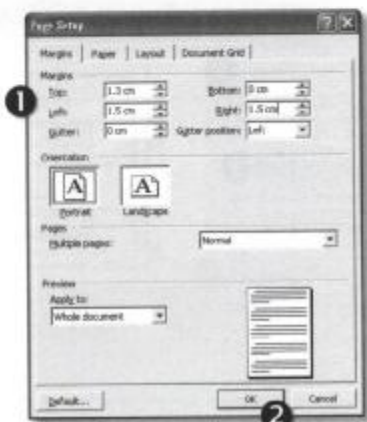 Page Setup
Margins Paper Layout Document Grid
Margins
1
Top: 1.3 cm Bottom: 0 cm
Left: 1.5 cm Right: 1.5 cm
Gutter: 0 cm Gutter position: Left
Orientation
A A
Portrait Landscape
Pages
Multiple pages: Normal
Preview
Apply to:
Whole document
Default... OK Cancel
2